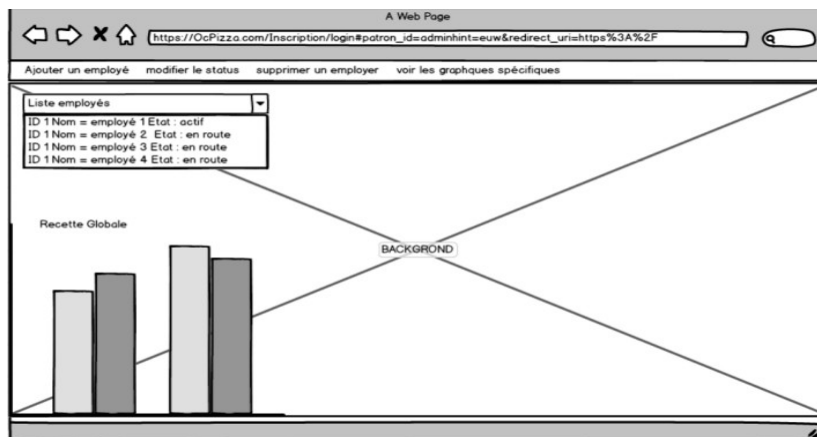 A Web Page
https://OcPizza.com/Inscription/login#patron_id=adminhint=euw&redirect_uri=https%3A%2F
Ajouter un employé modifier le status supprimer un employer voir les graphques spécifiques
Liste employés
ID 1 Nom = employé 1 Etat : actif
ID 1 Nom = employé 2 Etat : en route
ID 1 Nom = employé 3 Etat : en route
ID 1 Nom = employé 4 Etat : en route
Recette Globale
BACKGROND